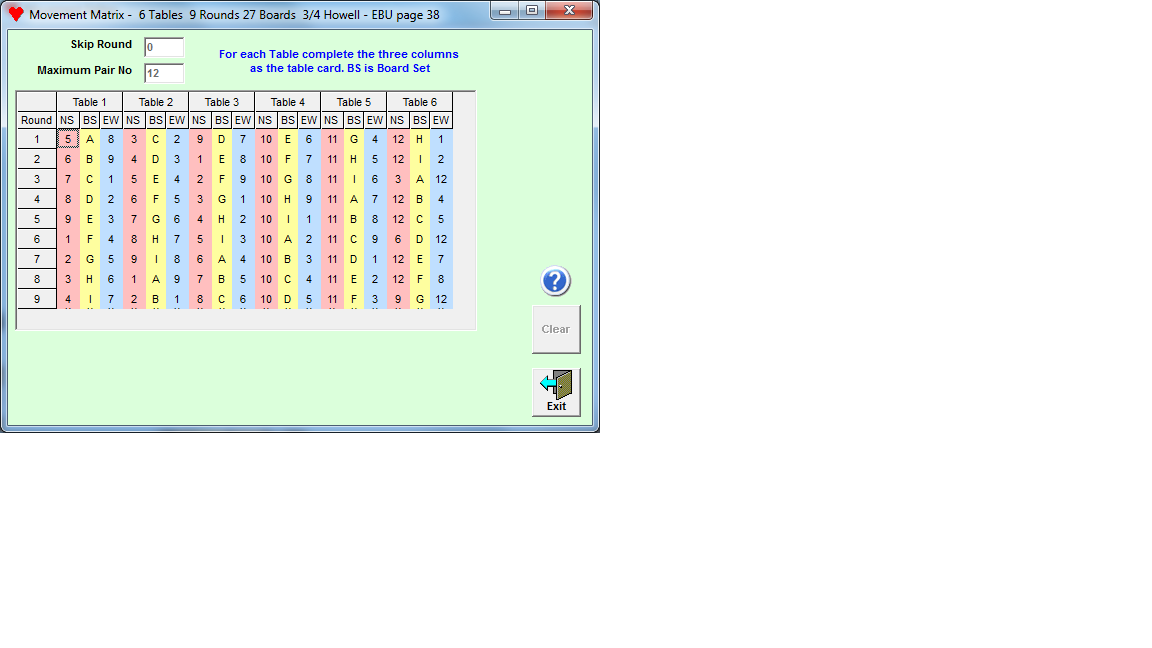 Movement Matrix - 6 Tables 9 Rounds 27 Boards 3/4 Howell - EBU page 38
Skip Round 0
For each Table complete the three columns
as the table card. BS is Board Set
Maximum Pair No 12
Table 1 Table 2 Table 3 Table 4 Table 5 Table 6
Round NS BS EW NS BS EW NS BS EW NS BS EW NS BS EW NS BS EW
1 5 A 8 3 C 2 9 D 7 10 E 6 11 G 4 12 H 1
2 6 B 9 4 D 3 1 E 8 10 F 7 11 H 5 12 I 2
3 7 C 1 5 E 4 2 F 9 10 G 8 11 I 6 3 A 12
4 8 D 2 6 F 5 3 G 1 10 H 9 11 A 7 12 B 4
5 9 E 3 7 G 6 4 H 2 10 I 1 11 B 8 12 C 5
6 1 F 4 8 H 7 5 I 3 10 A 2 11 C 9 6 D 12
7 2 G 5 9 I 8 6 A 4 10 B 3 11 D 1 12 E 7
8 3 H 6 1 A 9 7 B 5 10 C 4 11 E 2 12 F 8
9 4 I 7 2 B 1 8 C 6 10 D 5 11 F 3 9 G 12
?
Clear
Exit